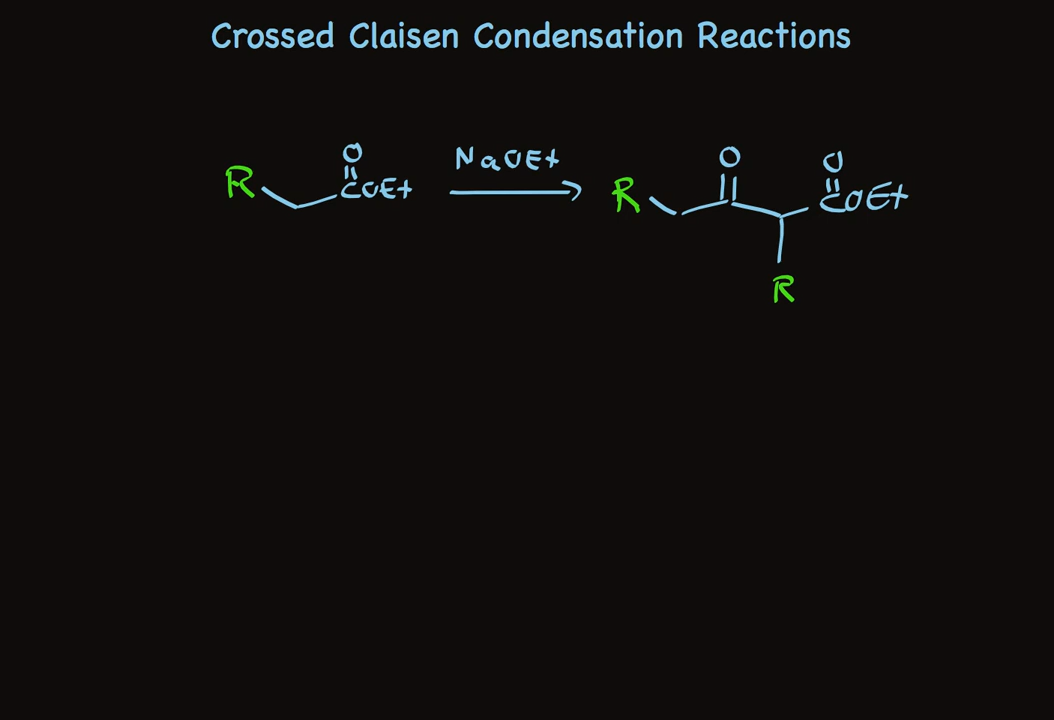 Crossed Claisen Condensation Reactions
O O O
NaOEt
R COEt R COEt
R